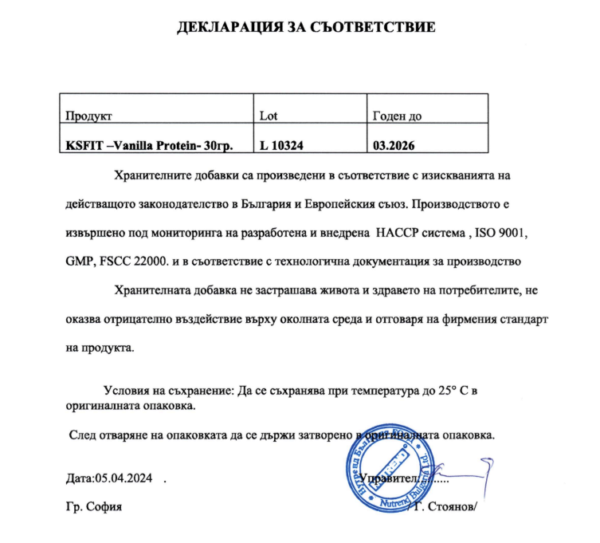 ДЕКЛАРАЦИЯ ЗА СЪОТВЕТСТВИЕ
Продукт Lot Годен до
KSFIT –Vanilla Protein- 30гр. L 10324 03.2026
Хранителните добавки са произведени в съответствие с изискванията на
действащото законодателство в България и Европейския съюз. Производството е
извършено под мониторинга на разработена и внедрена HACCP система , ISO 9001,
GMP, FSCC 22000. и в съответствие с технологична документация за производство
Хранителната добавка не застрашава живота и здравето на потребителите, не
оказва отрицателно въздействие върху околната среда и отговаря на фирмения стандарт
на продукта.
Условия на съхранение: Да се съхранява при температура до 25° C в
оригиналната опаковка.
След отваряне на опаковката да се държи затворено в оригиналната опаковка.
Дата:05.04.2024 .
Управител:
Гр. София
/ Г. Стоянов/
Нутренд България
NUTREND
Nutrend Bulgaria Ltd